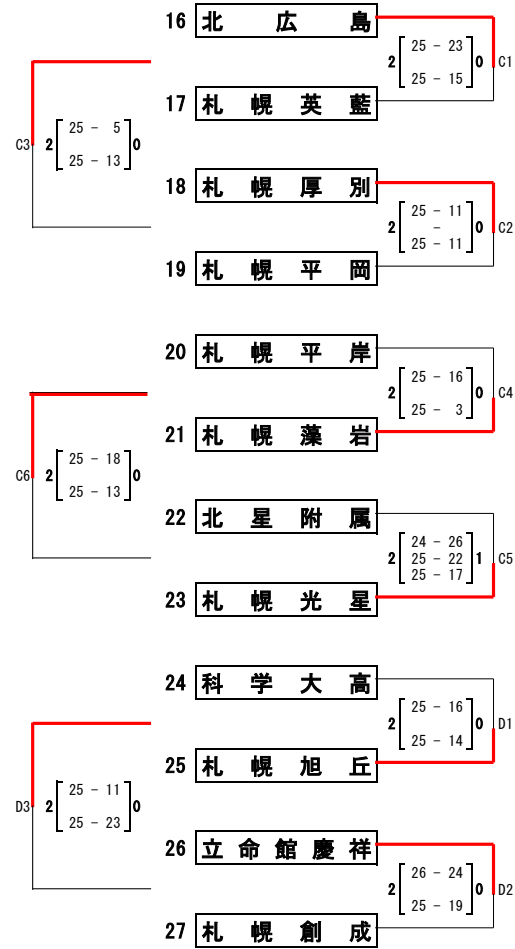 16 北広島
25 - 23
2 0 C1
25 - 15
17 札幌英藍
25 - 5
C3 2 0
25 - 13
18 札幌厚別
25 - 11
2 - 0 C2
25 - 11
19 札幌平岡
20 札幌平岸
25 - 16
2 0 C4
25 - 3
21 札幌藻岩
25 - 18
C6 2 0
25 - 13
22 北星附属
24 - 26
2 25 - 22 1 C5
25 - 17
23 札幌光星
24 科学大高
25 - 16
2 0 D1
25 - 14
25 札幌旭丘
25 - 11
D3 2 0
25 - 23
26 立命館慶祥
26 - 24
2 0 D2
25 - 19
27 札幌創成